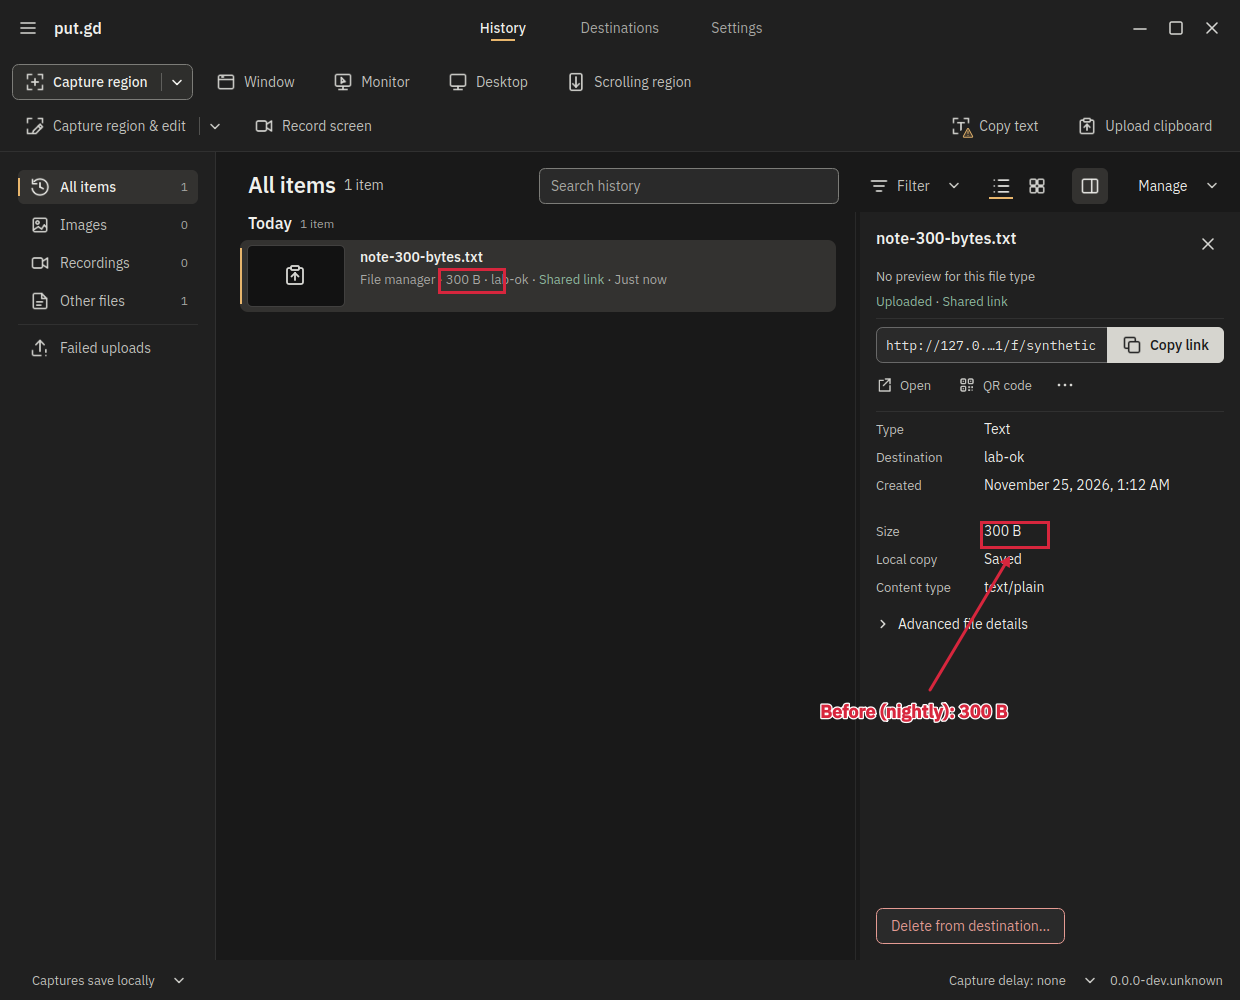 put.gd
History
Destinations
Settings
Capture region
Window
Monitor
Desktop
Scrolling region
Capture region & edit
Record screen
Copy text
Upload clipboard
All items 1
Images 0
Recordings 0
Other files 1
Failed uploads
All items 1 item
Search history
Filter
Manage
Today 1 item
note-300-bytes.txt
File manager · 300 B · lab-ok · Shared link · Just now
note-300-bytes.txt
No preview for this file type
Uploaded · Shared link
http://127.0.…1/f/synthetic
Copy link
Open
QR code
Type Text
Destination lab-ok
Created November 25, 2026, 1:12 AM
Size 300 B
Local copy Saved
Content type text/plain
Advanced file details
Before (nightly): 300 B
Delete from destination...
Captures save locally
Capture delay: none
0.0.0-dev.unknown